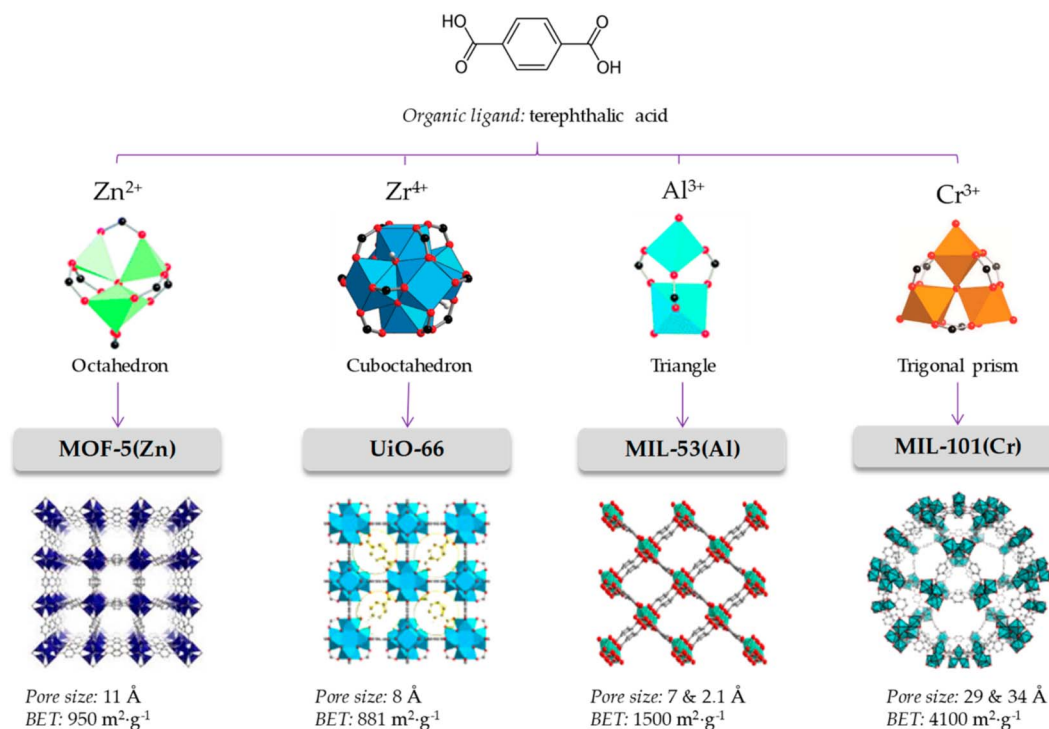 HO
O
O
OH
Organic ligand: terephthalic acid
Zn²⁺
Zr⁴⁺
Al³⁺
Cr³⁺
Octahedron
Cuboctahedron
Triangle
Trigonal prism
MOF-5(Zn)
UiO-66
MIL-53(Al)
MIL-101(Cr)
Pore size: 11 Å
BET: 950 m²·g⁻¹
Pore size: 8 Å
BET: 881 m²·g⁻¹
Pore size: 7 & 2.1 Å
BET: 1500 m²·g⁻¹
Pore size: 29 & 34 Å
BET: 4100 m²·g⁻¹